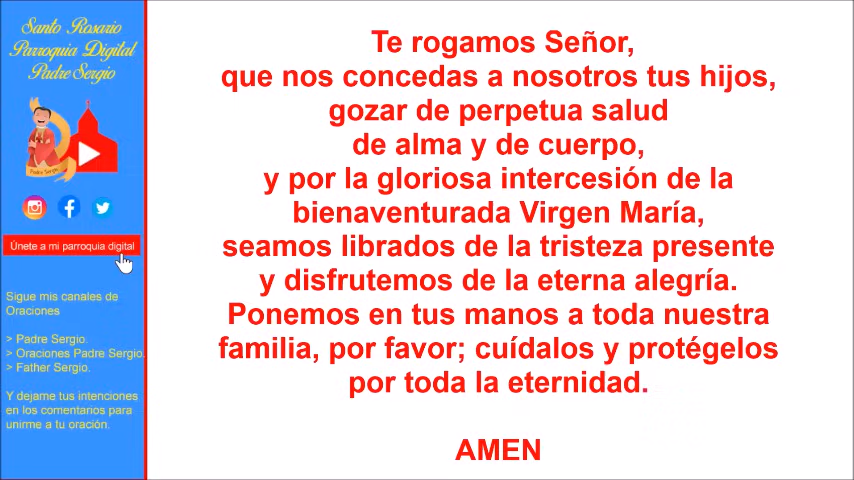 Santo Rosario
Parroquia Digital
Padre Sergio
Padre Sergio
Únete a mi parroquia digital
Sigue mis canales de
Oraciones
> Padre Sergio.
> Oraciones Padre Sergio.
> Father Sergio.
Y dejame tus intenciones
en los comentarios para
unirme a tu oración.
Te rogamos Señor,
que nos concedas a nosotros tus hijos,
gozar de perpetua salud
de alma y de cuerpo,
y por la gloriosa intercesión de la
bienaventurada Virgen María,
seamos librados de la tristeza presente
y disfrutemos de la eterna alegría.
Ponemos en tus manos a toda nuestra
familia, por favor; cuídalos y protégelos
por toda la eternidad.
AMEN